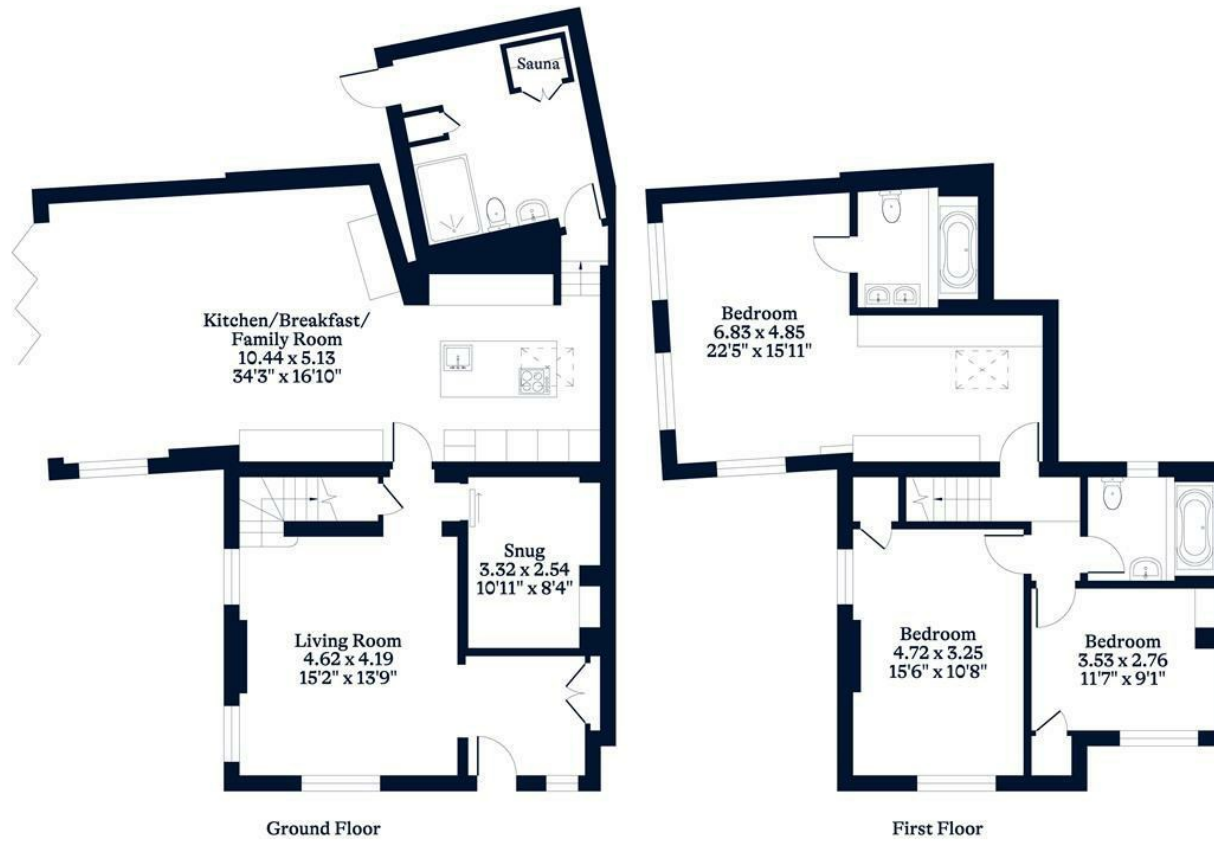 Sauna
Kitchen/Breakfast/
Family Room
10.44 x 5.13
34'3" x 16'10"
Snug
3.32 x 2.54
10'11" x 8'4"
Living Room
4.62 x 4.19
15'2" x 13'9"
Ground Floor
Bedroom
6.83 x 4.85
22'5" x 15'11"
Bedroom
4.72 x 3.25
15'6" x 10'8"
Bedroom
3.53 x 2.76
11'7" x 9'1"
First Floor